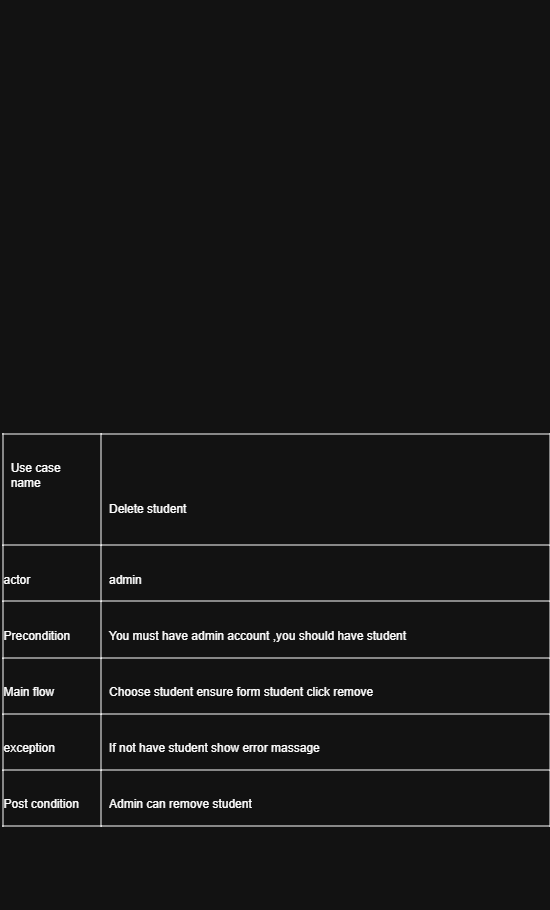 Use case
name
Delete student
actor
admin
Precondition
You must have admin account ,you should have student
Main flow
Choose student ensure form student click remove
exception
If not have student show error massage
Post condition
Admin can remove student